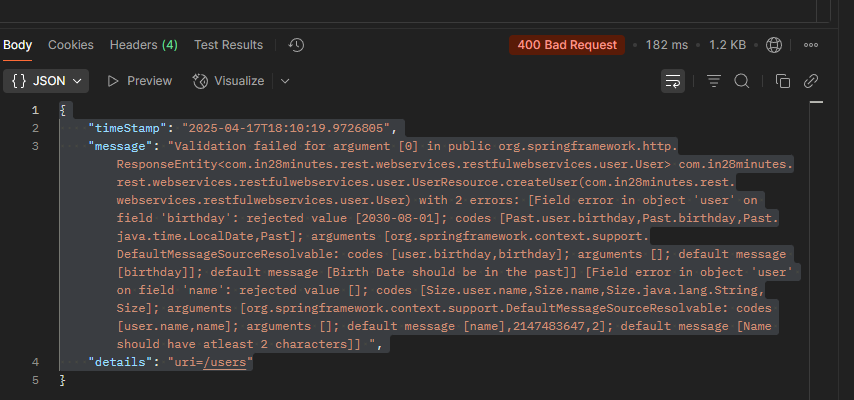 Body Cookies Headers (4) Test Results 400 Bad Request • 182 ms • 1.2 KB •
{} JSON Preview Visualize
1 {
2 "timeStamp": "2025-04-17T18:10:19.9726805",
3 "message": "Validation failed for argument [0] in public org.springframework.http.
ResponseEntity<com.in28minutes.rest.webservices.restfulwebservices.user.User> com.in28minutes.
rest.webservices.restfulwebservices.user.UserResource.createUser(com.in28minutes.rest.
webservices.restfulwebservices.user.User) with 2 errors: [Field error in object 'user' on
field 'birthday': rejected value [2030-08-01]; codes [Past.user.birthday,Past.birthday,Past.
java.time.LocalDate,Past]; arguments [org.springframework.context.support.
DefaultMessageSourceResolvable: codes [user.birthday,birthday]; arguments []; default message
[birthday]]; default message [Birth Date should be in the past]] [Field error in object 'user'
on field 'name': rejected value []; codes [Size.user.name,Size.name,Size.java.lang.String,
Size]; arguments [org.springframework.context.support.DefaultMessageSourceResolvable: codes
[user.name,name]; arguments []; default message [name],2147483647,2]; default message [Name
should have atleast 2 characters]] ",
4 "details": "uri=/users"
5 }